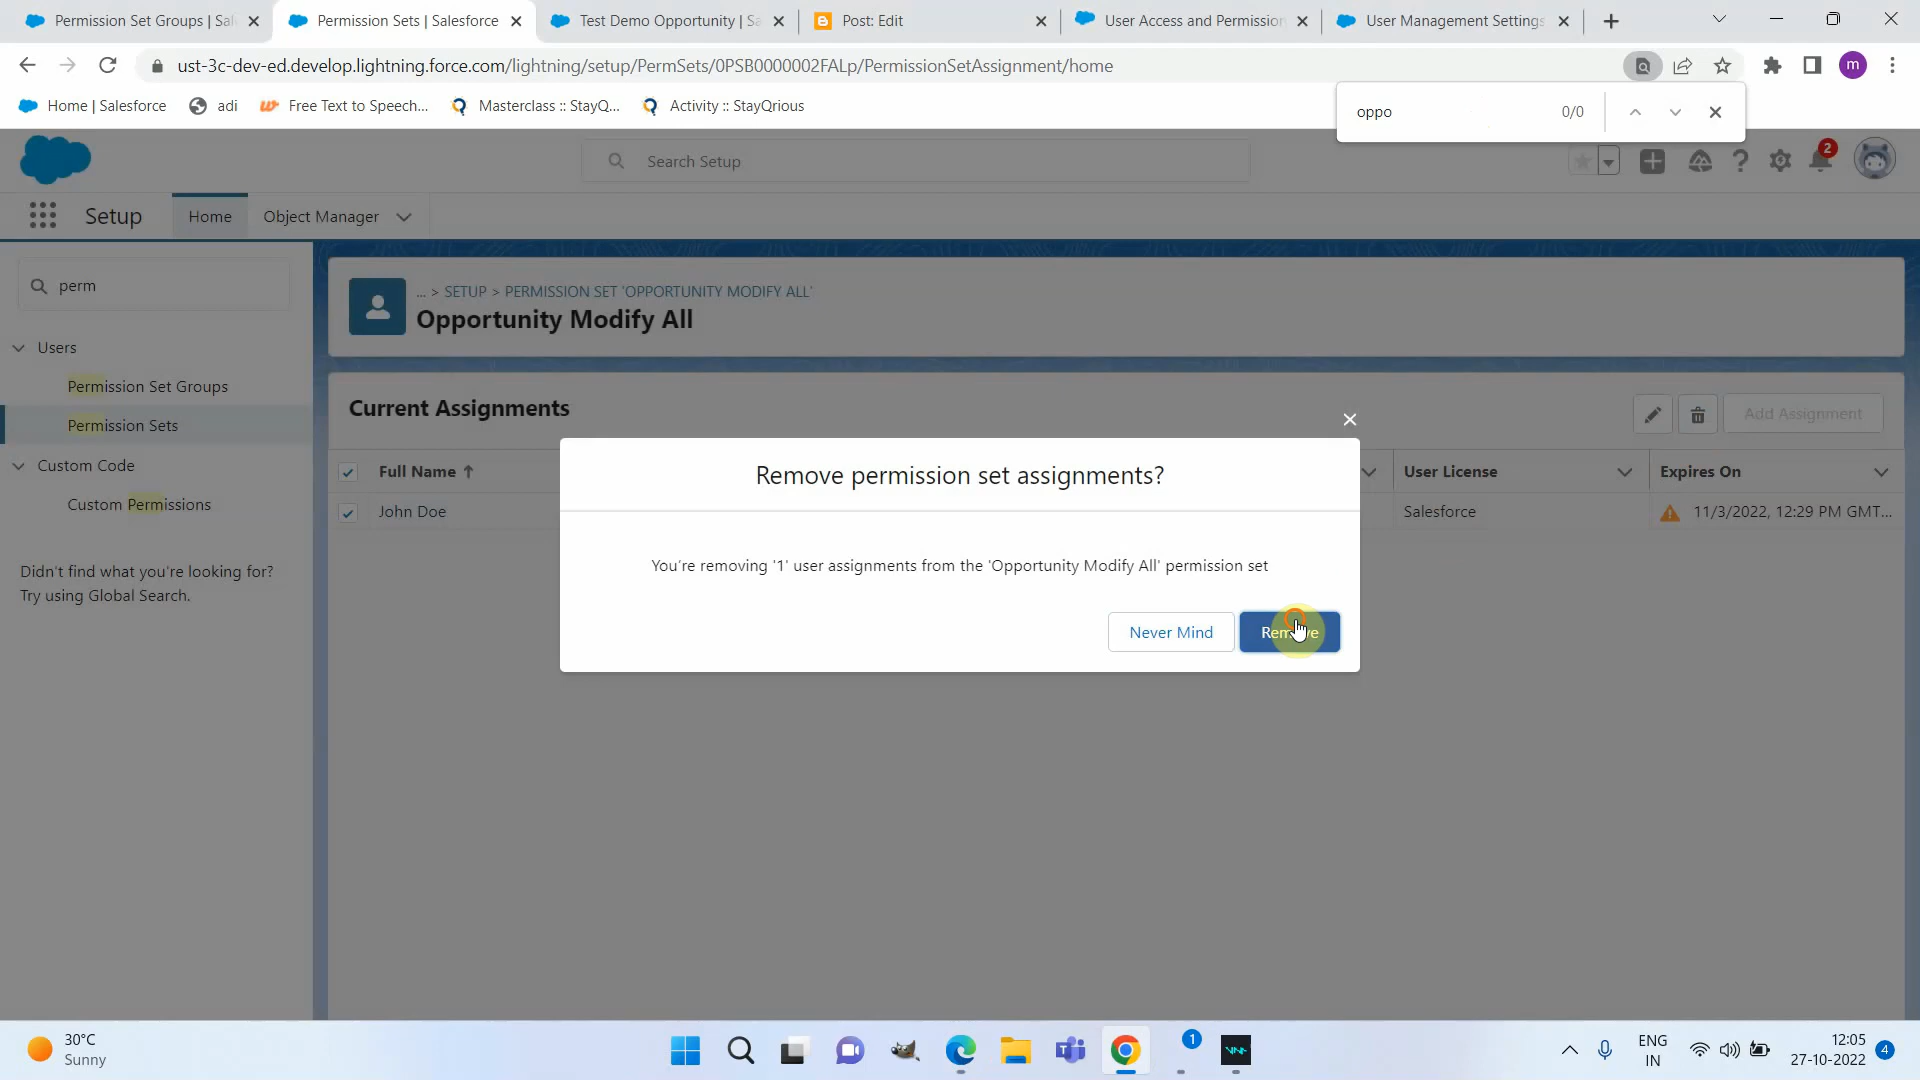 Permission Set Groups | Sal
Permission Sets | Salesforce
Test Demo Opportunity | Sa
Post: Edit
User Access and Permission
User Management Settings
ust-3c-dev-ed.develop.lightning.force.com/lightning/setup/PermSets/0PSB0000002FALp/PermissionSetAssignment/home
m
Home | Salesforce
adi
Free Text to Speech...
Masterclass :: StayQ...
Activity :: StayQrious
oppo
0/0
Search Setup
2
Setup
Home
Object Manager
perm
Users
Permission Set Groups
Permission Sets
Custom Code
Custom Permissions
Didn't find what you're looking for?
Try using Global Search.
... > SETUP > PERMISSION SET 'OPPORTUNITY MODIFY ALL'
Opportunity Modify All
Current Assignments
Add Assignment
Full Name
User License
Expires On
John Doe
Salesforce
11/3/2022, 12:29 PM GMT...
Remove permission set assignments?
You're removing '1' user assignments from the 'Opportunity Modify All' permission set
Never Mind
Remove
30°C
Sunny
1
ENG
IN
12:05
27-10-2022
4